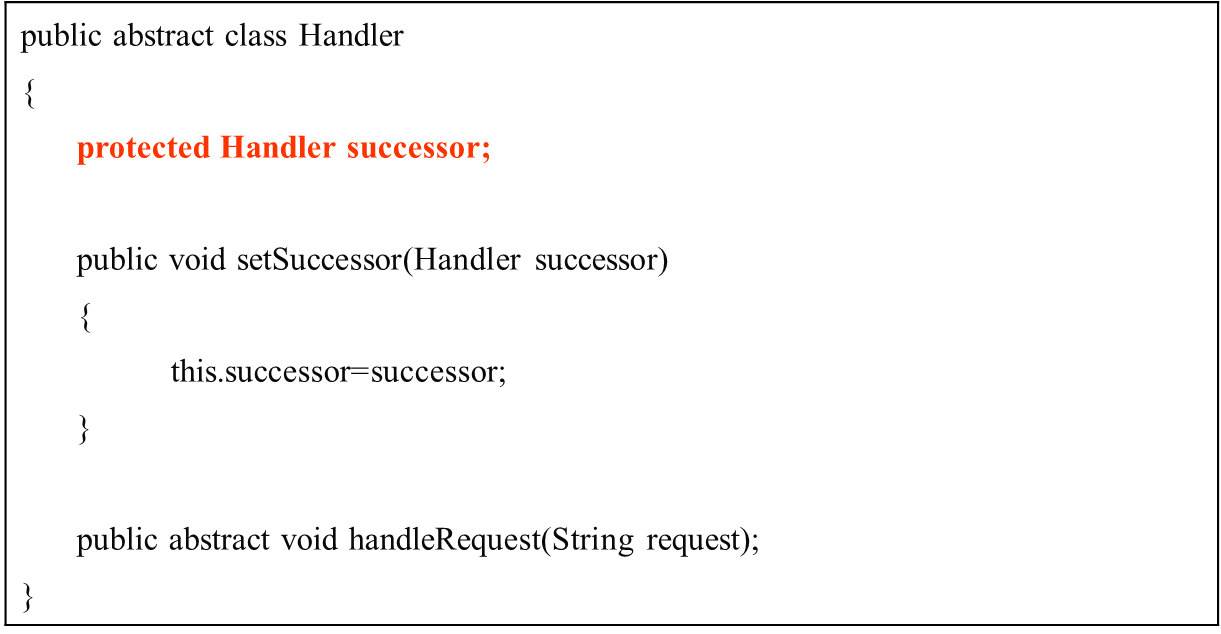 public abstract class Handler
{
protected Handler successor;
public void setSuccessor(Handler successor)
{
this.successor=successor;
}
public abstract void handleRequest(String request);
}